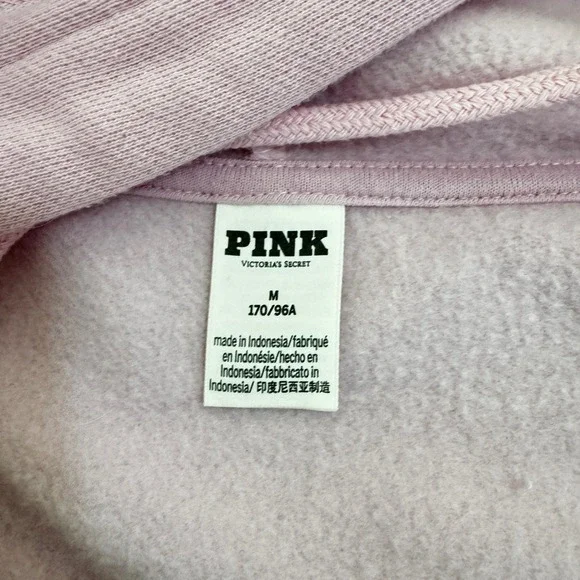 PINK
VICTORIA'S SECRET
M
170/96A
made in Indonesia/fabriqué
en Indonésie/hecho en
Indonesia/fabbricato in
Indonesia/ 印度尼西亚制造